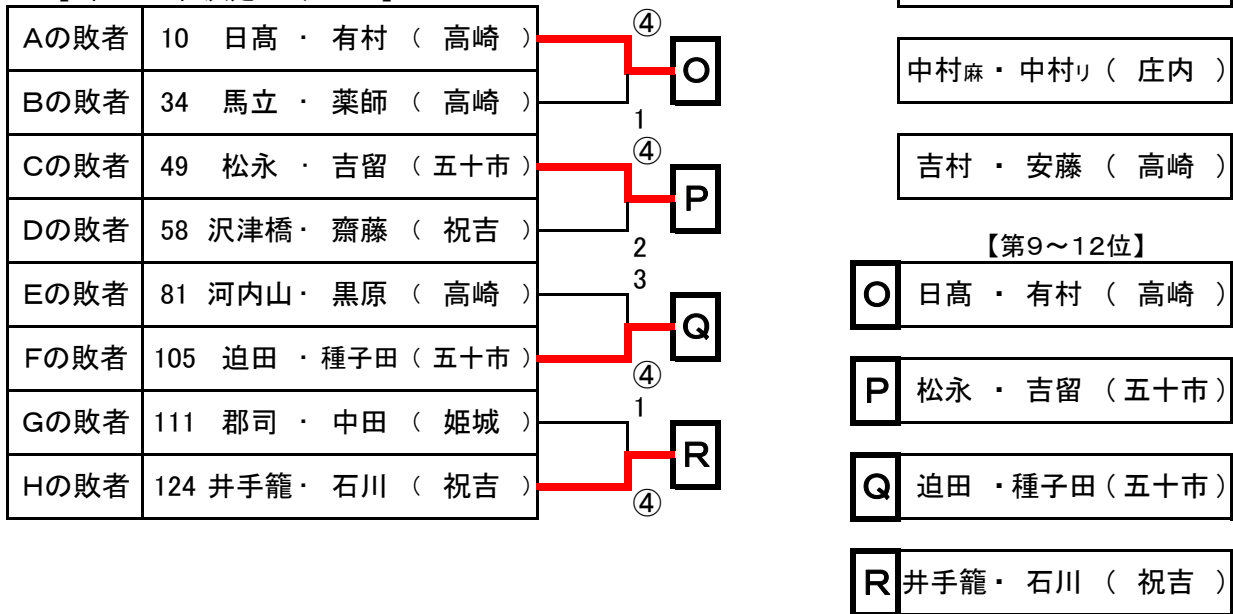 Aの敗者 10 日髙 ・ 有村 ( 高崎 ) ④ O
Bの敗者 34 馬立 ・ 薬師 ( 高崎 ) 1
Cの敗者 49 松永 ・ 吉留 ( 五十市 ) ④ P
Dの敗者 58 沢津橋・ 齋藤 ( 祝吉 ) 2
Eの敗者 81 河内山・ 黒原 ( 高崎 ) 3 Q
Fの敗者 105 迫田 ・種子田 ( 五十市 ) ④
Gの敗者 111 郡司 ・ 中田 ( 姫城 ) 1 R
Hの敗者 124 井手籠・ 石川 ( 祝吉 ) ④
中村麻・ 中村リ ( 庄内 )
吉村 ・ 安藤 ( 高崎 )
【第9～12位】
O 日髙 ・ 有村 ( 高崎 )
P 松永 ・ 吉留 ( 五十市 )
Q 迫田 ・種子田 ( 五十市 )
R 井手籠・ 石川 ( 祝吉 )